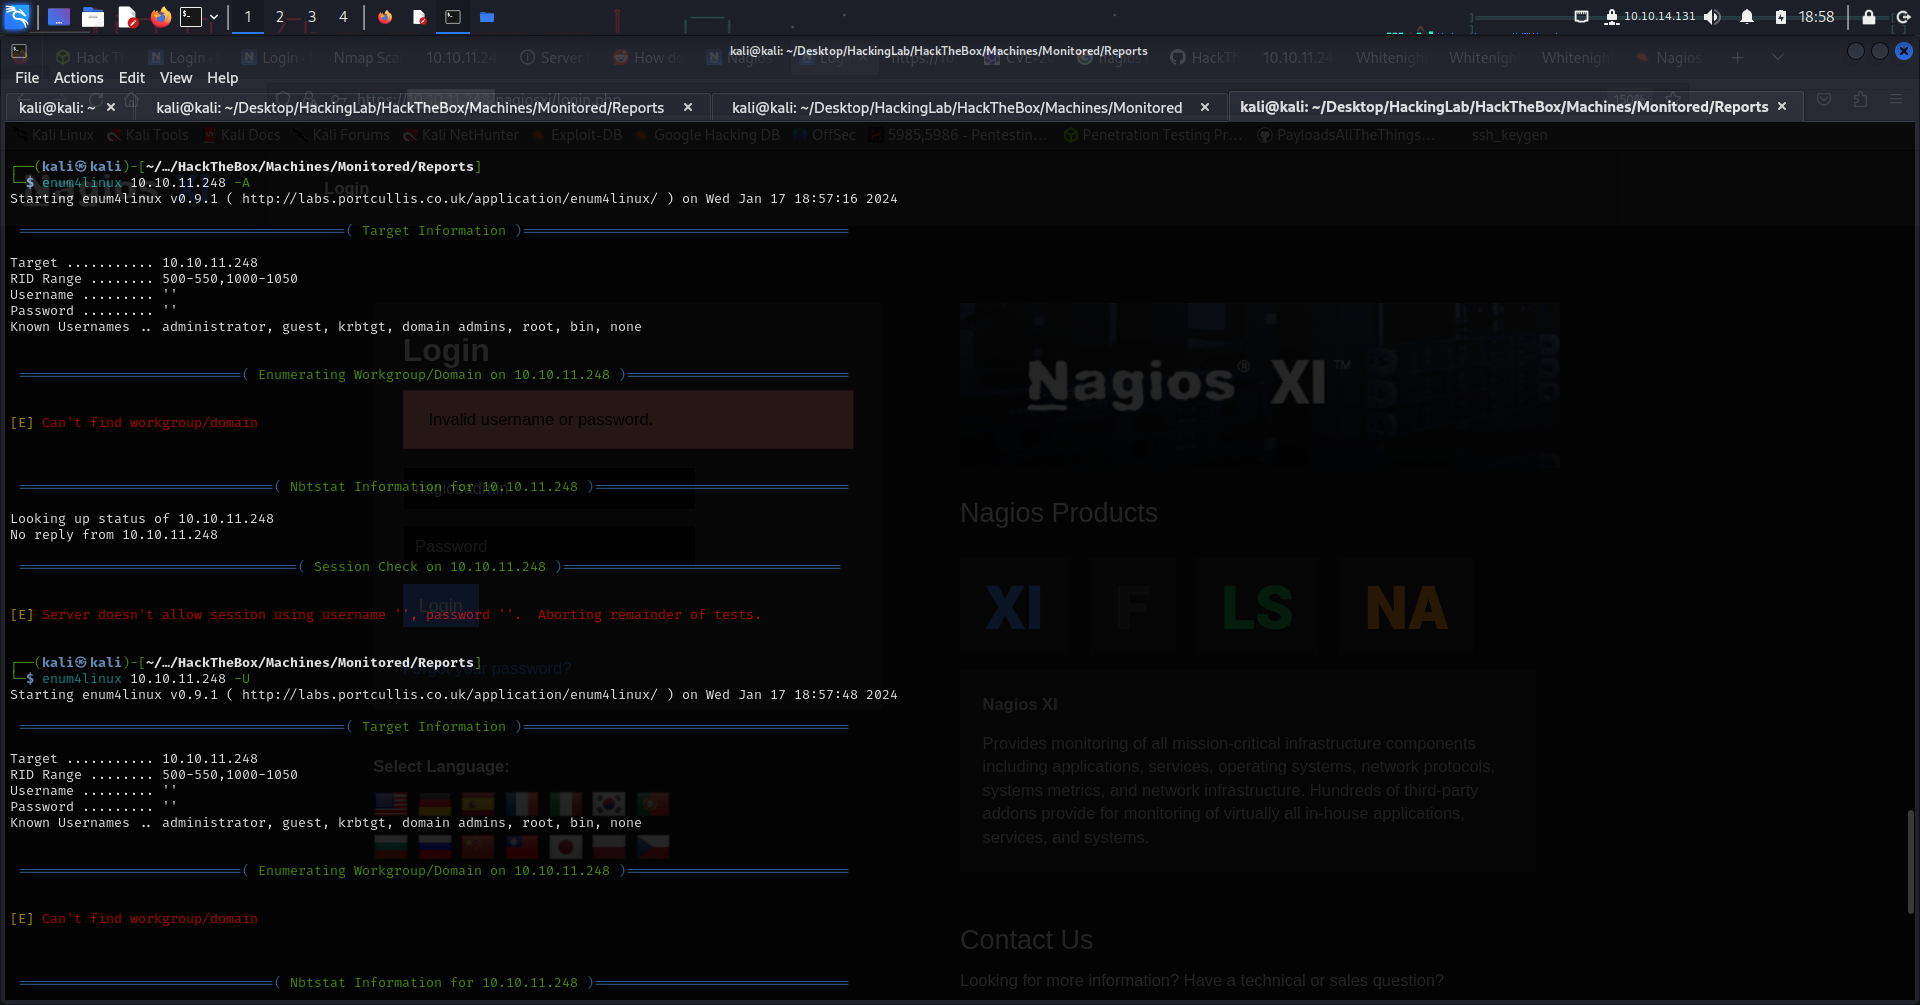 1 2 3 4 10.10.14.131 18:58
kali@kali: ~/Desktop/HackingLab/HackTheBox/Machines/Monitored/Reports
File Actions Edit View Help
kali@kali: ~ kali@kali: ~/Desktop/HackingLab/HackTheBox/Machines/Monitored/Reports kali@kali: ~/Desktop/HackingLab/HackTheBox/Machines/Monitored kali@kali: ~/Desktop/HackingLab/HackTheBox/Machines/Monitored/Reports
Kali Linux Kali Tools Kali Docs Kali Forums Kali NetHunter Exploit-DB Google Hacking DB OffSec 5985,5986 - Pentestin… Penetration Testing Pr… PayloadsAllTheThings… ssh_keygen
┌──(kali㉿kali)-[~/…/HackTheBox/Machines/Monitored/Reports]
└─$ enum4linux 10.10.11.248 -A
Starting enum4linux v0.9.1 ( http://labs.portcullis.co.uk/application/enum4linux/ ) on Wed Jan 17 18:57:16 2024
( Target Information )
Target ........... 10.10.11.248
RID Range ........ 500-550,1000-1050
Username ......... ''
Password ......... ''
Known Usernames .. administrator, guest, krbtgt, domain admins, root, bin, none
( Enumerating Workgroup/Domain on 10.10.11.248 )
[E] Can't find workgroup/domain
( Nbtstat Information for 10.10.11.248 )
Looking up status of 10.10.11.248
No reply from 10.10.11.248
( Session Check on 10.10.11.248 )
[E] Server doesn't allow session using username '', password ''.  Aborting remainder of tests.
┌──(kali㉿kali)-[~/…/HackTheBox/Machines/Monitored/Reports]
└─$ enum4linux 10.10.11.248 -U
Starting enum4linux v0.9.1 ( http://labs.portcullis.co.uk/application/enum4linux/ ) on Wed Jan 17 18:57:48 2024
( Target Information )
Target ........... 10.10.11.248
RID Range ........ 500-550,1000-1050
Username ......... ''
Password ......... ''
Known Usernames .. administrator, guest, krbtgt, domain admins, root, bin, none
( Enumerating Workgroup/Domain on 10.10.11.248 )
[E] Can't find workgroup/domain
( Nbtstat Information for 10.10.11.248 )
Nagios
Login
Login
Invalid username or password.
nagiosadmin
Password
Login
Forgot your password?
Select Language:
Nagios® XI™
Nagios Products
XI F LS NA
Nagios XI
Provides monitoring of all mission-critical infrastructure components
including applications, services, operating systems, network protocols,
systems metrics, and network infrastructure. Hundreds of third-party
addons provide for monitoring of virtually all in-house applications,
services, and systems.
Contact Us
Looking for more information? Have a technical or sales question?